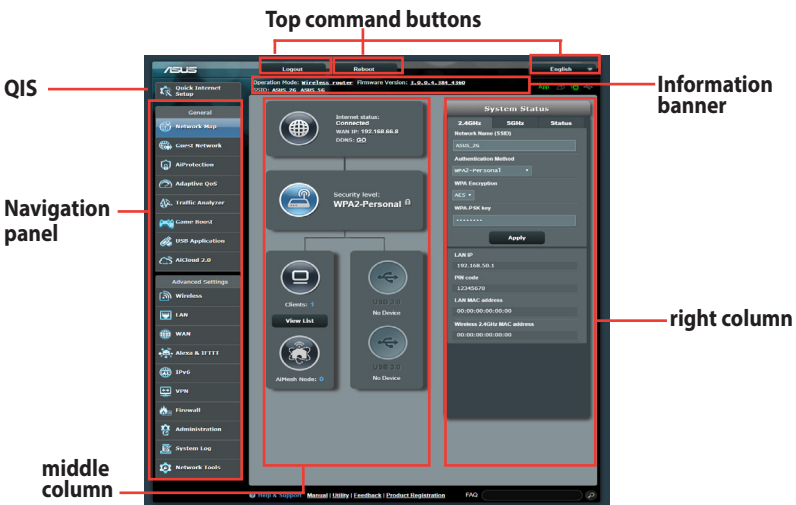 Top command buttons
QIS
Information
banner
Navigation
panel
right column
middle
column
ASUS
Logout
Reboot
English
Operation Mode: Wireless router Firmware Version: 3.0.0.4.384_4360
SSID: ASUS_2G ASUS_5G
Quick Internet
Setup
General
Network Map
Guest Network
AiProtection
Adaptive QoS
Traffic Analyzer
Game Boost
USB Application
AiCloud 2.0
Advanced Settings
Wireless
LAN
WAN
Alexa & IFTTT
IPv6
VPN
Firewall
Administration
System Log
Network Tools
Internet status:
Connected
WAN IP: 192.168.66.8
DDNS: GO
Security level:
WPA2-Personal
Clients: 1
View List
AiMesh Node: 0
USB 3.0
No Device
USB 3.0
No Device
System Status
2.4GHz 5GHz Status
Network Name (SSID)
ASUS_2G
Authentication Method
WPA2-Personal
WPA Encryption
AES
WPA-PSK key
••••••••
Apply
LAN IP
192.168.50.1
PIN code
12345670
LAN MAC address
00:00:00:00:00:00
Wireless 2.4GHz MAC address
00:00:00:00:00:00
Help & Support Manual | Utility | Feedback | Product Registration FAQ